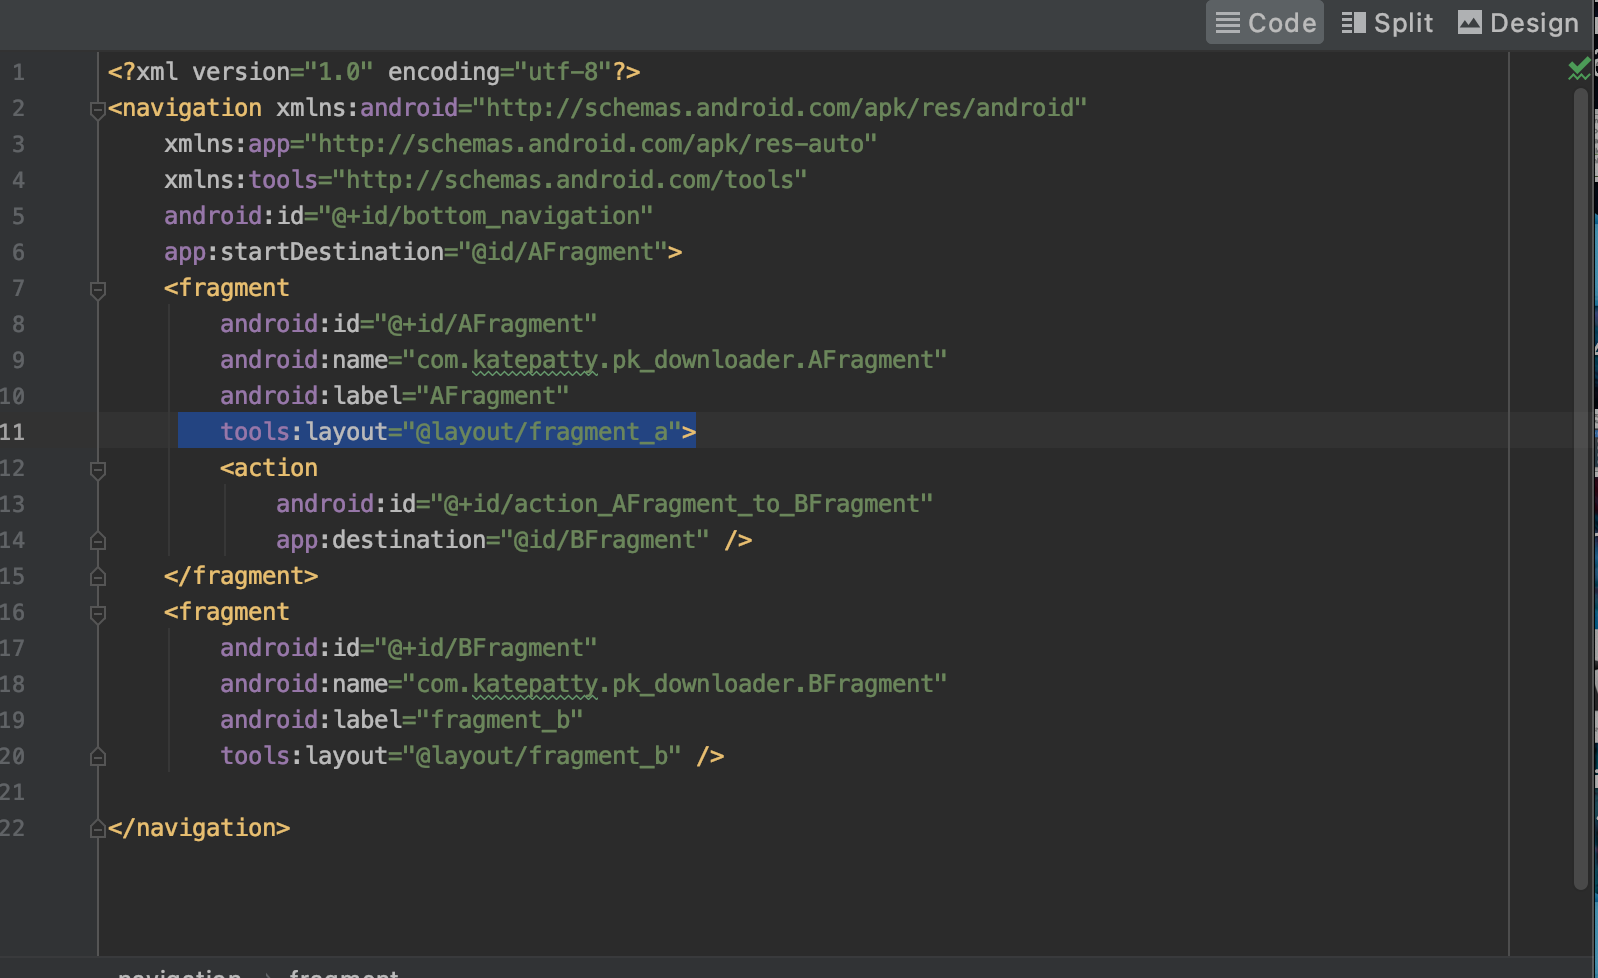 Code Split Design
1 <?xml version="1.0" encoding="utf-8"?>
2 <navigation xmlns:android="http://schemas.android.com/apk/res/android"
3 xmlns:app="http://schemas.android.com/apk/res-auto"
4 xmlns:tools="http://schemas.android.com/tools"
5 android:id="@+id/bottom_navigation"
6 app:startDestination="@id/AFragment">
7 <fragment
8 android:id="@+id/AFragment"
9 android:name="com.katepatty.pk_downloader.AFragment"
10 android:label="AFragment"
11 tools:layout="@layout/fragment_a">
12 <action
13 android:id="@+id/action_AFragment_to_BFragment"
14 app:destination="@id/BFragment" />
15 </fragment>
16 <fragment
17 android:id="@+id/BFragment"
18 android:name="com.katepatty.pk_downloader.BFragment"
19 android:label="fragment_b"
20 tools:layout="@layout/fragment_b" />
21
22 </navigation>
navigation › fragment